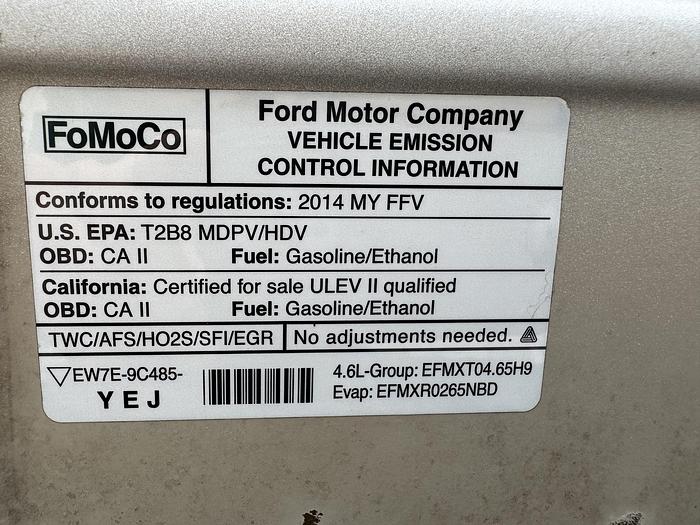 FoMoCo
Ford Motor Company
VEHICLE EMISSION
CONTROL INFORMATION
Conforms to regulations: 2014 MY FFV
U.S. EPA: T2B8 MDPV/HDV
OBD: CA II Fuel: Gasoline/Ethanol
California: Certified for sale ULEV II qualified
OBD: CA II Fuel: Gasoline/Ethanol
TWC/AFS/HO2S/SFI/EGR No adjustments needed.
EW7E-9C485-
YEJ
4.6L-Group: EFMXT04.65H9
Evap: EFMXR0265NBD